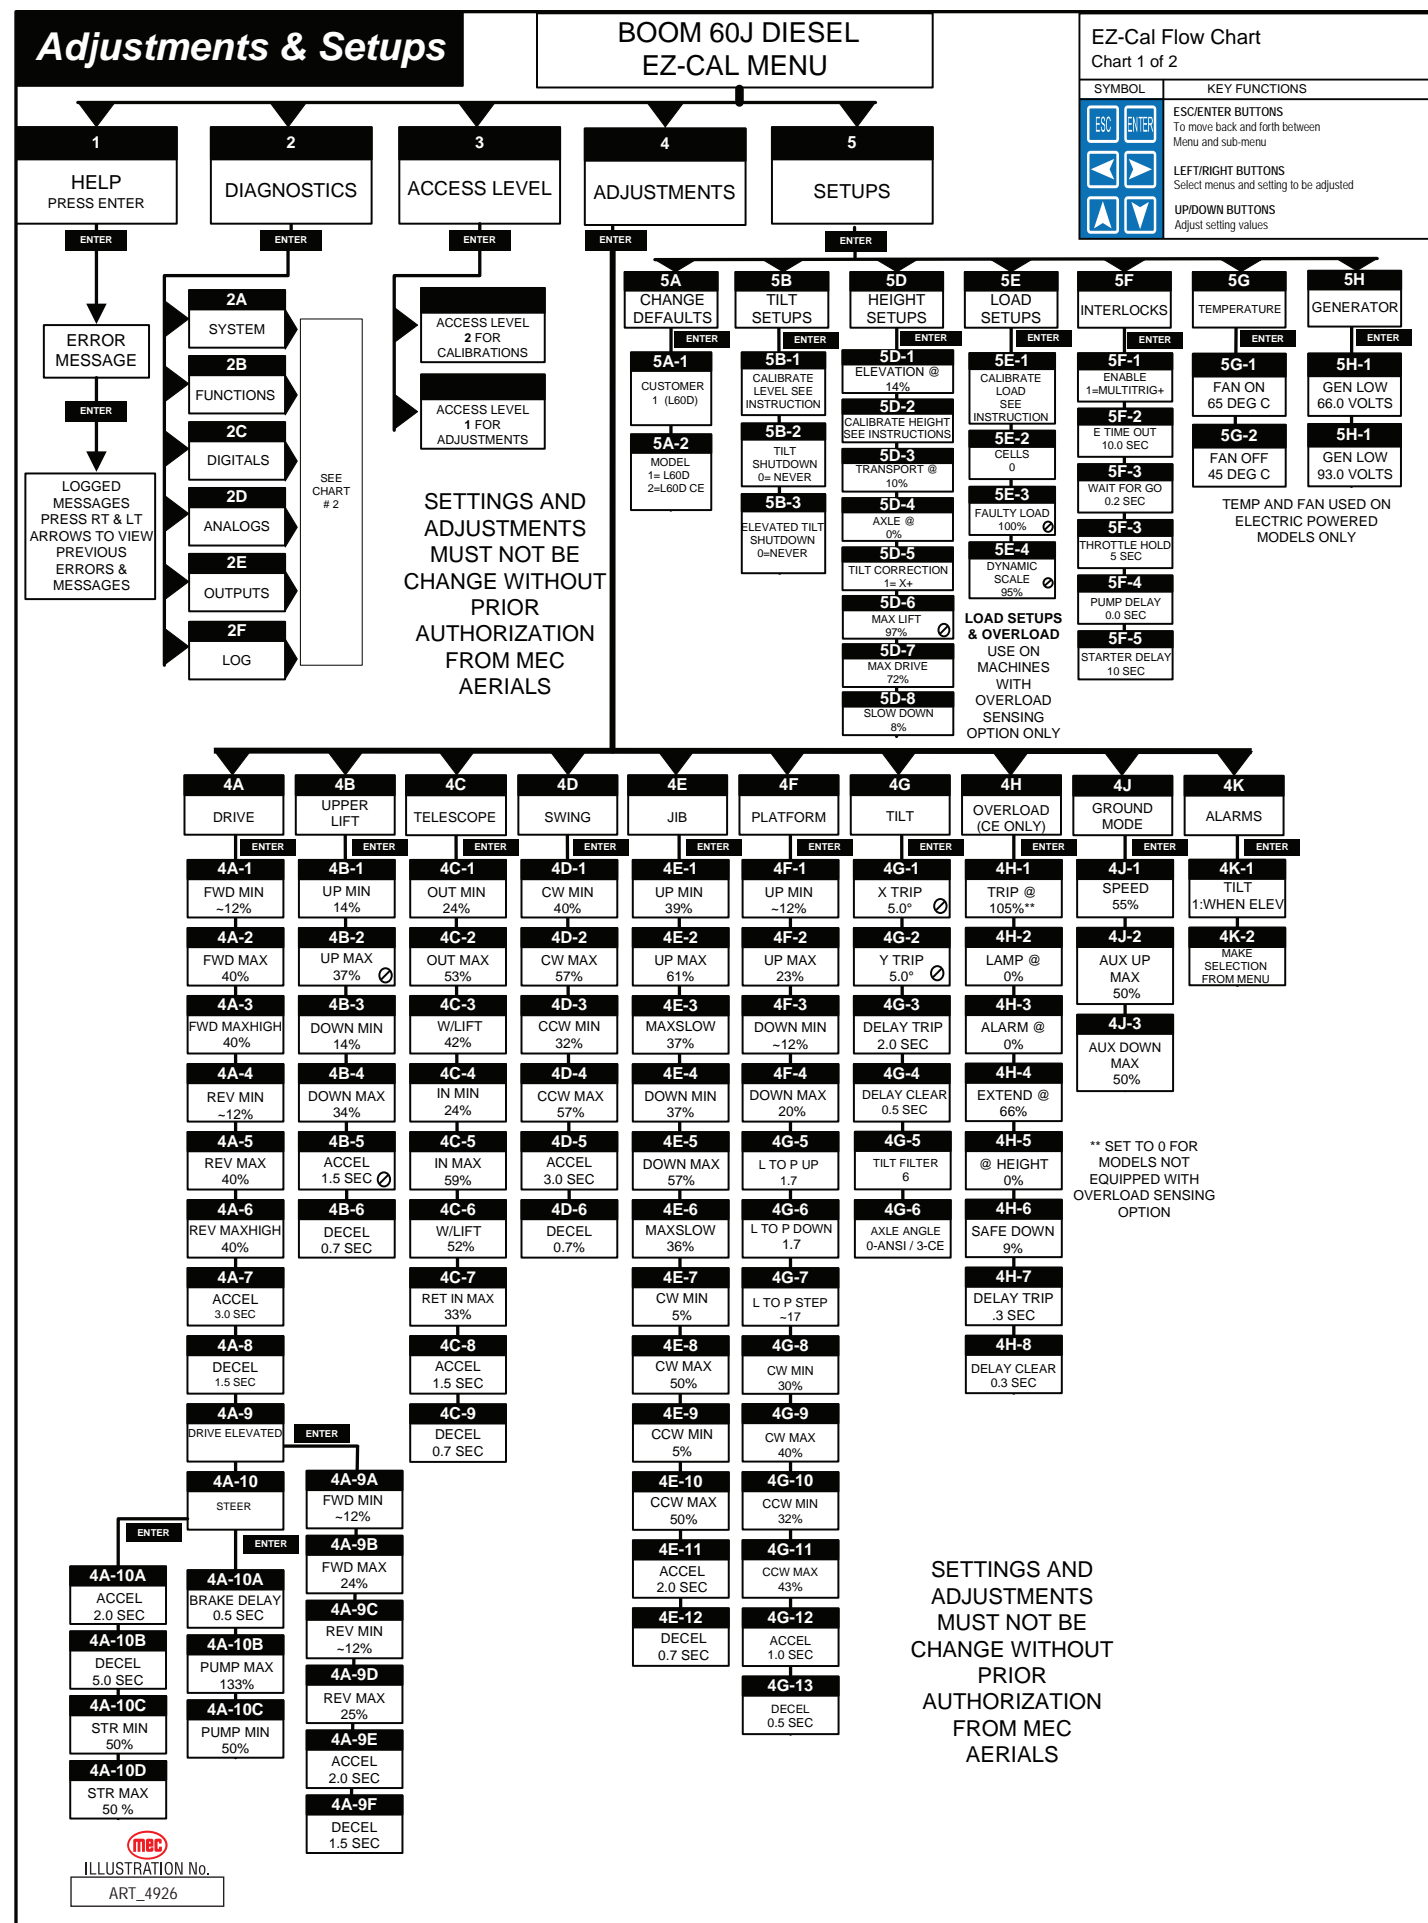 Adjustments & Setups
BOOM 60J DIESEL
EZ-CAL MENU
EZ-Cal Flow Chart
Chart 1 of 2
SYMBOL
KEY FUNCTIONS
ESC
ENTER
ESC/ENTER BUTTONS
To move back and forth between
Menu and sub-menu
LEFT/RIGHT BUTTONS
Select menus and setting to be adjusted
UP/DOWN BUTTONS
Adjust setting values
1
HELP
PRESS ENTER
ENTER
ERROR
MESSAGE
ENTER
LOGGED
MESSAGES
PRESS RT & LT
ARROWS TO VIEW
PREVIOUS
ERRORS &
MESSAGES
2
DIAGNOSTICS
ENTER
2A
SYSTEM
2B
FUNCTIONS
2C
DIGITALS
2D
ANALOGS
2E
OUTPUTS
2F
LOG
SEE
CHART
# 2
3
ACCESS LEVEL
ENTER
ACCESS LEVEL
2 FOR
CALIBRATIONS
ACCESS LEVEL
1 FOR
ADJUSTMENTS
SETTINGS AND
ADJUSTMENTS
MUST NOT BE
CHANGE WITHOUT
PRIOR
AUTHORIZATION
FROM MEC
AERIALS
4
ADJUSTMENTS
ENTER
5
SETUPS
ENTER
5A
CHANGE
DEFAULTS
ENTER
5A-1
CUSTOMER
1 (L60D)
5A-2
MODEL
1= L60D
2=L60D CE
5B
TILT
SETUPS
ENTER
5B-1
CALIBRATE
LEVEL SEE
INSTRUCTION
5B-2
TILT
SHUTDOWN
0= NEVER
5B-3
ELEVATED TILT
SHUTDOWN
0=NEVER
5D
HEIGHT
SETUPS
ENTER
5D-1
ELEVATION @
14%
5D-2
CALIBRATE HEIGHT
SEE INSTRUCTIONS
5D-3
TRANSPORT @
10%
5D-4
AXLE @
0%
5D-5
TILT CORRECTION
1= X+
5D-6
MAX LIFT
97%
5D-7
MAX DRIVE
72%
5D-8
SLOW DOWN
8%
5E
LOAD
SETUPS
ENTER
5E-1
CALIBRATE
LOAD
SEE
INSTRUCTION
5E-2
CELLS
0
5E-3
FAULTY LOAD
100%
5E-4
DYNAMIC
SCALE
95%
LOAD SETUPS
& OVERLOAD
USE ON
MACHINES
WITH
OVERLOAD
SENSING
OPTION ONLY
5F
INTERLOCKS
ENTER
5F-1
ENABLE
1=MULTITRIG+
5F-2
E TIME OUT
10.0 SEC
5F-3
WAIT FOR GO
0.2 SEC
5F-3
THROTTLE HOLD
5 SEC
5F-4
PUMP DELAY
0.0 SEC
5F-5
STARTER DELAY
10 SEC
5G
TEMPERATURE
ENTER
5G-1
FAN ON
65 DEG C
5G-2
FAN OFF
45 DEG C
5H
GENERATOR
ENTER
5H-1
GEN LOW
66.0 VOLTS
5H-1
GEN LOW
93.0 VOLTS
TEMP AND FAN USED ON
ELECTRIC POWERED
MODELS ONLY
4A
DRIVE
ENTER
4A-1
FWD MIN
~12%
4A-2
FWD MAX
40%
4A-3
FWD MAXHIGH
40%
4A-4
REV MIN
~12%
4A-5
REV MAX
40%
4A-6
REV MAXHIGH
40%
4A-7
ACCEL
3.0 SEC
4A-8
DECEL
1.5 SEC
4A-9
DRIVE ELEVATED
ENTER
4A-10
STEER
ENTER
ENTER
4A-10A
ACCEL
2.0 SEC
4A-10B
DECEL
5.0 SEC
4A-10C
STR MIN
50%
4A-10D
STR MAX
50 %
4A-10A
BRAKE DELAY
0.5 SEC
4A-10B
PUMP MAX
133%
4A-10C
PUMP MIN
50%
4A-9A
FWD MIN
~12%
4A-9B
FWD MAX
24%
4A-9C
REV MIN
~12%
4A-9D
REV MAX
25%
4A-9E
ACCEL
2.0 SEC
4A-9F
DECEL
1.5 SEC
4B
UPPER
LIFT
ENTER
4B-1
UP MIN
14%
4B-2
UP MAX
37%
4B-3
DOWN MIN
14%
4B-4
DOWN MAX
34%
4B-5
ACCEL
1.5 SEC
4B-6
DECEL
0.7 SEC
4C
TELESCOPE
ENTER
4C-1
OUT MIN
24%
4C-2
OUT MAX
53%
4C-3
W/LIFT
42%
4C-4
IN MIN
24%
4C-5
IN MAX
59%
4C-6
W/LIFT
52%
4C-7
RET IN MAX
33%
4C-8
ACCEL
1.5 SEC
4C-9
DECEL
0.7 SEC
4D
SWING
ENTER
4D-1
CW MIN
40%
4D-2
CW MAX
57%
4D-3
CCW MIN
32%
4D-4
CCW MAX
57%
4D-5
ACCEL
3.0 SEC
4D-6
DECEL
0.7%
4E
JIB
ENTER
4E-1
UP MIN
39%
4E-2
UP MAX
61%
4E-3
MAXSLOW
37%
4E-4
DOWN MIN
37%
4E-5
DOWN MAX
57%
4E-6
MAXSLOW
36%
4E-7
CW MIN
5%
4E-8
CW MAX
50%
4E-9
CCW MIN
5%
4E-10
CCW MAX
50%
4E-11
ACCEL
2.0 SEC
4E-12
DECEL
0.7 SEC
4F
PLATFORM
ENTER
4F-1
UP MIN
~12%
4F-2
UP MAX
23%
4F-3
DOWN MIN
~12%
4F-4
DOWN MAX
20%
4G-5
L TO P UP
1.7
4G-6
L TO P DOWN
1.7
4G-7
L TO P STEP
~17
4G-8
CW MIN
30%
4G-9
CW MAX
40%
4G-10
CCW MIN
32%
4G-11
CCW MAX
43%
4G-12
ACCEL
1.0 SEC
4G-13
DECEL
0.5 SEC
4G
TILT
ENTER
4G-1
X TRIP
5.0°
4G-2
Y TRIP
5.0°
4G-3
DELAY TRIP
2.0 SEC
4G-4
DELAY CLEAR
0.5 SEC
4G-5
TILT FILTER
6
4G-6
AXLE ANGLE
0-ANSI / 3-CE
4H
OVERLOAD
(CE ONLY)
ENTER
4H-1
TRIP @
105%**
4H-2
LAMP @
0%
4H-3
ALARM @
0%
4H-4
EXTEND @
66%
4H-5
@ HEIGHT
0%
4H-6
SAFE DOWN
9%
4H-7
DELAY TRIP
.3 SEC
4H-8
DELAY CLEAR
0.3 SEC
4J
GROUND
MODE
ENTER
4J-1
SPEED
55%
4J-2
AUX UP
MAX
50%
4J-3
AUX DOWN
MAX
50%
4K
ALARMS
ENTER
4K-1
TILT
1:WHEN ELEV
4K-2
MAKE
SELECTION
FROM MENU
** SET TO 0 FOR
MODELS NOT
EQUIPPED WITH
OVERLOAD SENSING
OPTION
SETTINGS AND
ADJUSTMENTS
MUST NOT BE
CHANGE WITHOUT
PRIOR
AUTHORIZATION
FROM MEC
AERIALS
mec
ILLUSTRATION No.
ART_4926